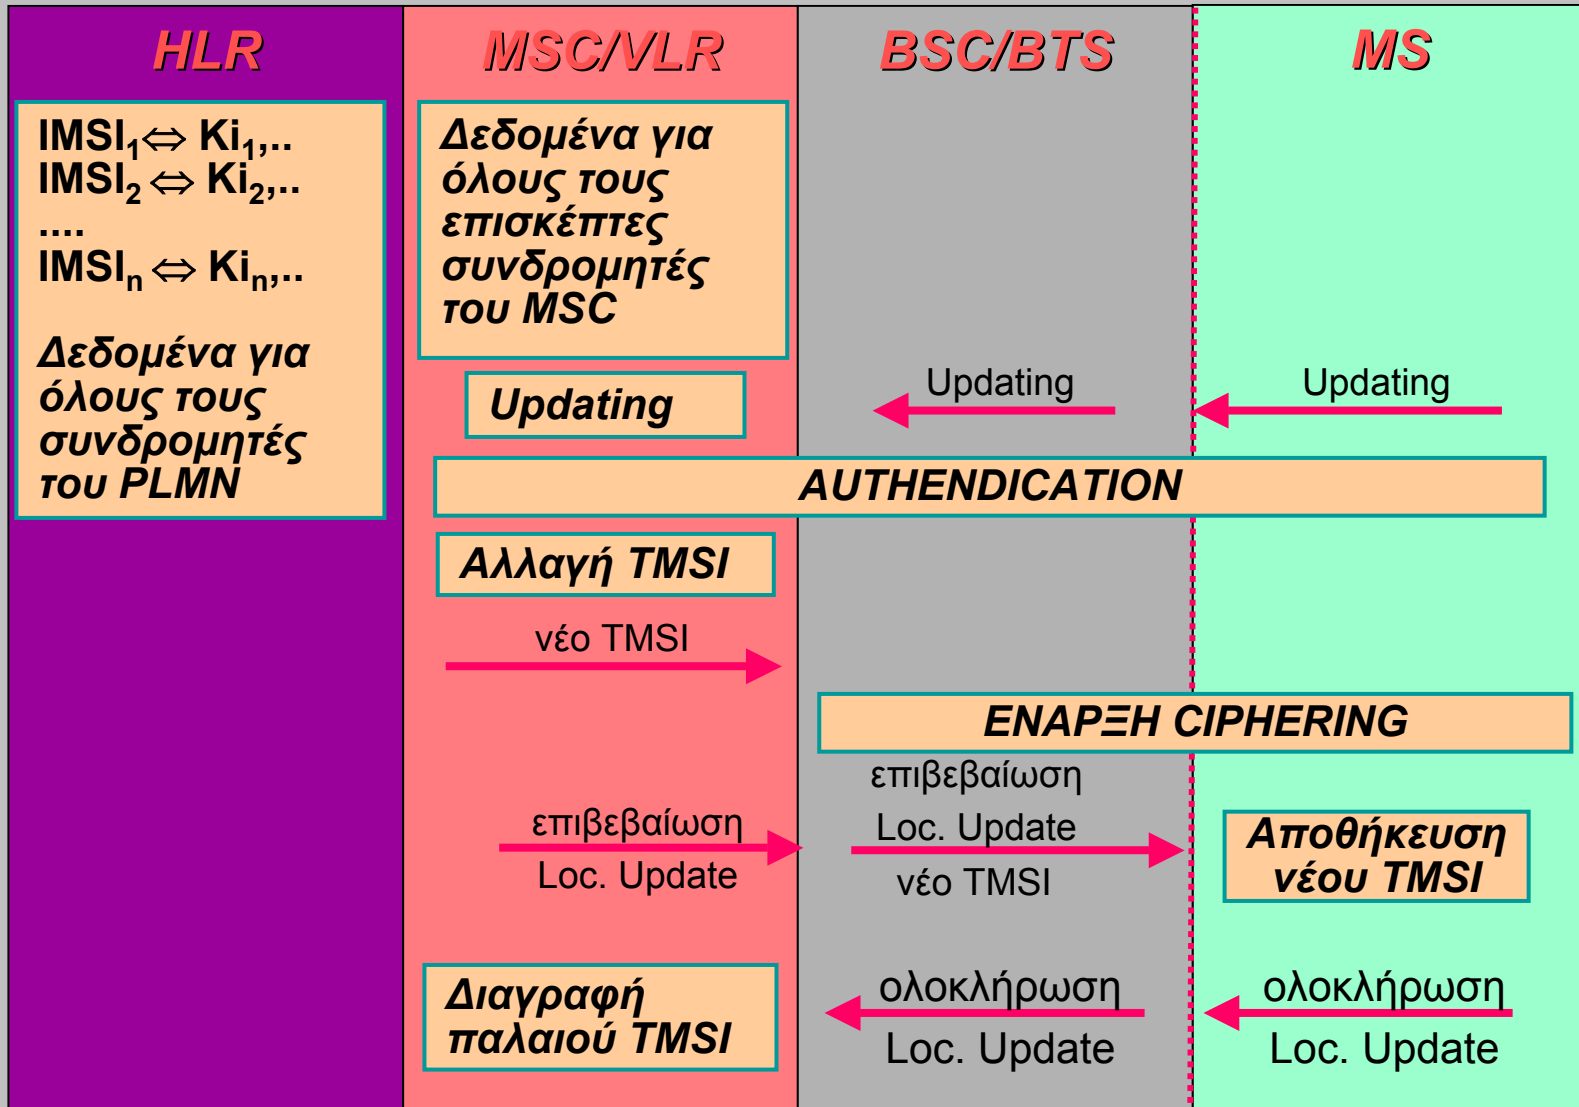 HLR
MSC/VLR
BSC/BTS
MS
IMSI1⇔ Ki1,..
IMSI2 ⇔ Ki2,..
....
IMSIn ⇔ Kin,..
Δεδομένα για
όλους τους
συνδρομητές
του PLMN
Δεδομένα για
όλους τους
επισκέπτες
συνδρομητές
του MSC
Updating
Updating
Updating
AUTHENDICATION
Αλλαγή TMSI
νέο TMSI
ΕΝΑΡΞΗ CIPHERING
επιβεβαίωση
Loc. Update
επιβεβαίωση
Loc. Update
νέο TMSI
Αποθήκευση
νέου TMSI
Διαγραφή
παλαιού TMSI
ολοκλήρωση
Loc. Update
ολοκλήρωση
Loc. Update